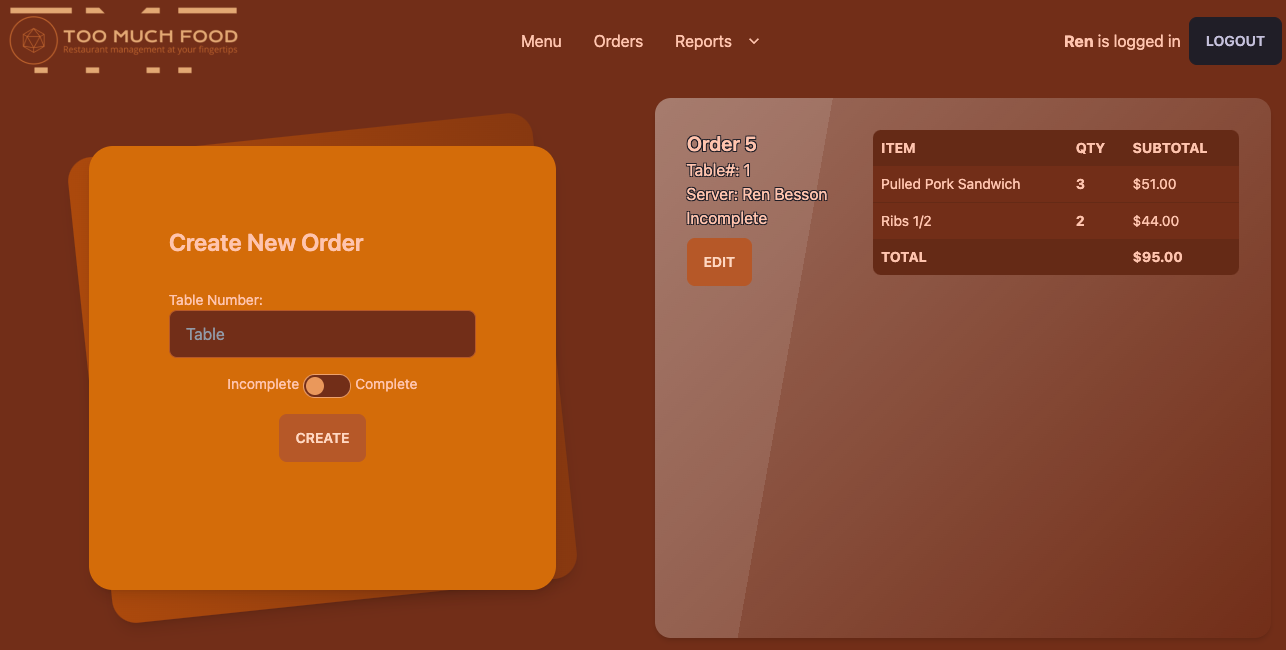 TOO MUCH FOOD
Restaurant management at your fingertips
Menu Orders Reports
Ren is logged in
LOGOUT
Create New Order
Table Number:
Table
Incomplete Complete
CREATE
Order 5
Table#: 1
Server: Ren Besson
Incomplete
EDIT
ITEM QTY SUBTOTAL
Pulled Pork Sandwich 3 $51.00
Ribs 1/2 2 $44.00
TOTAL $95.00